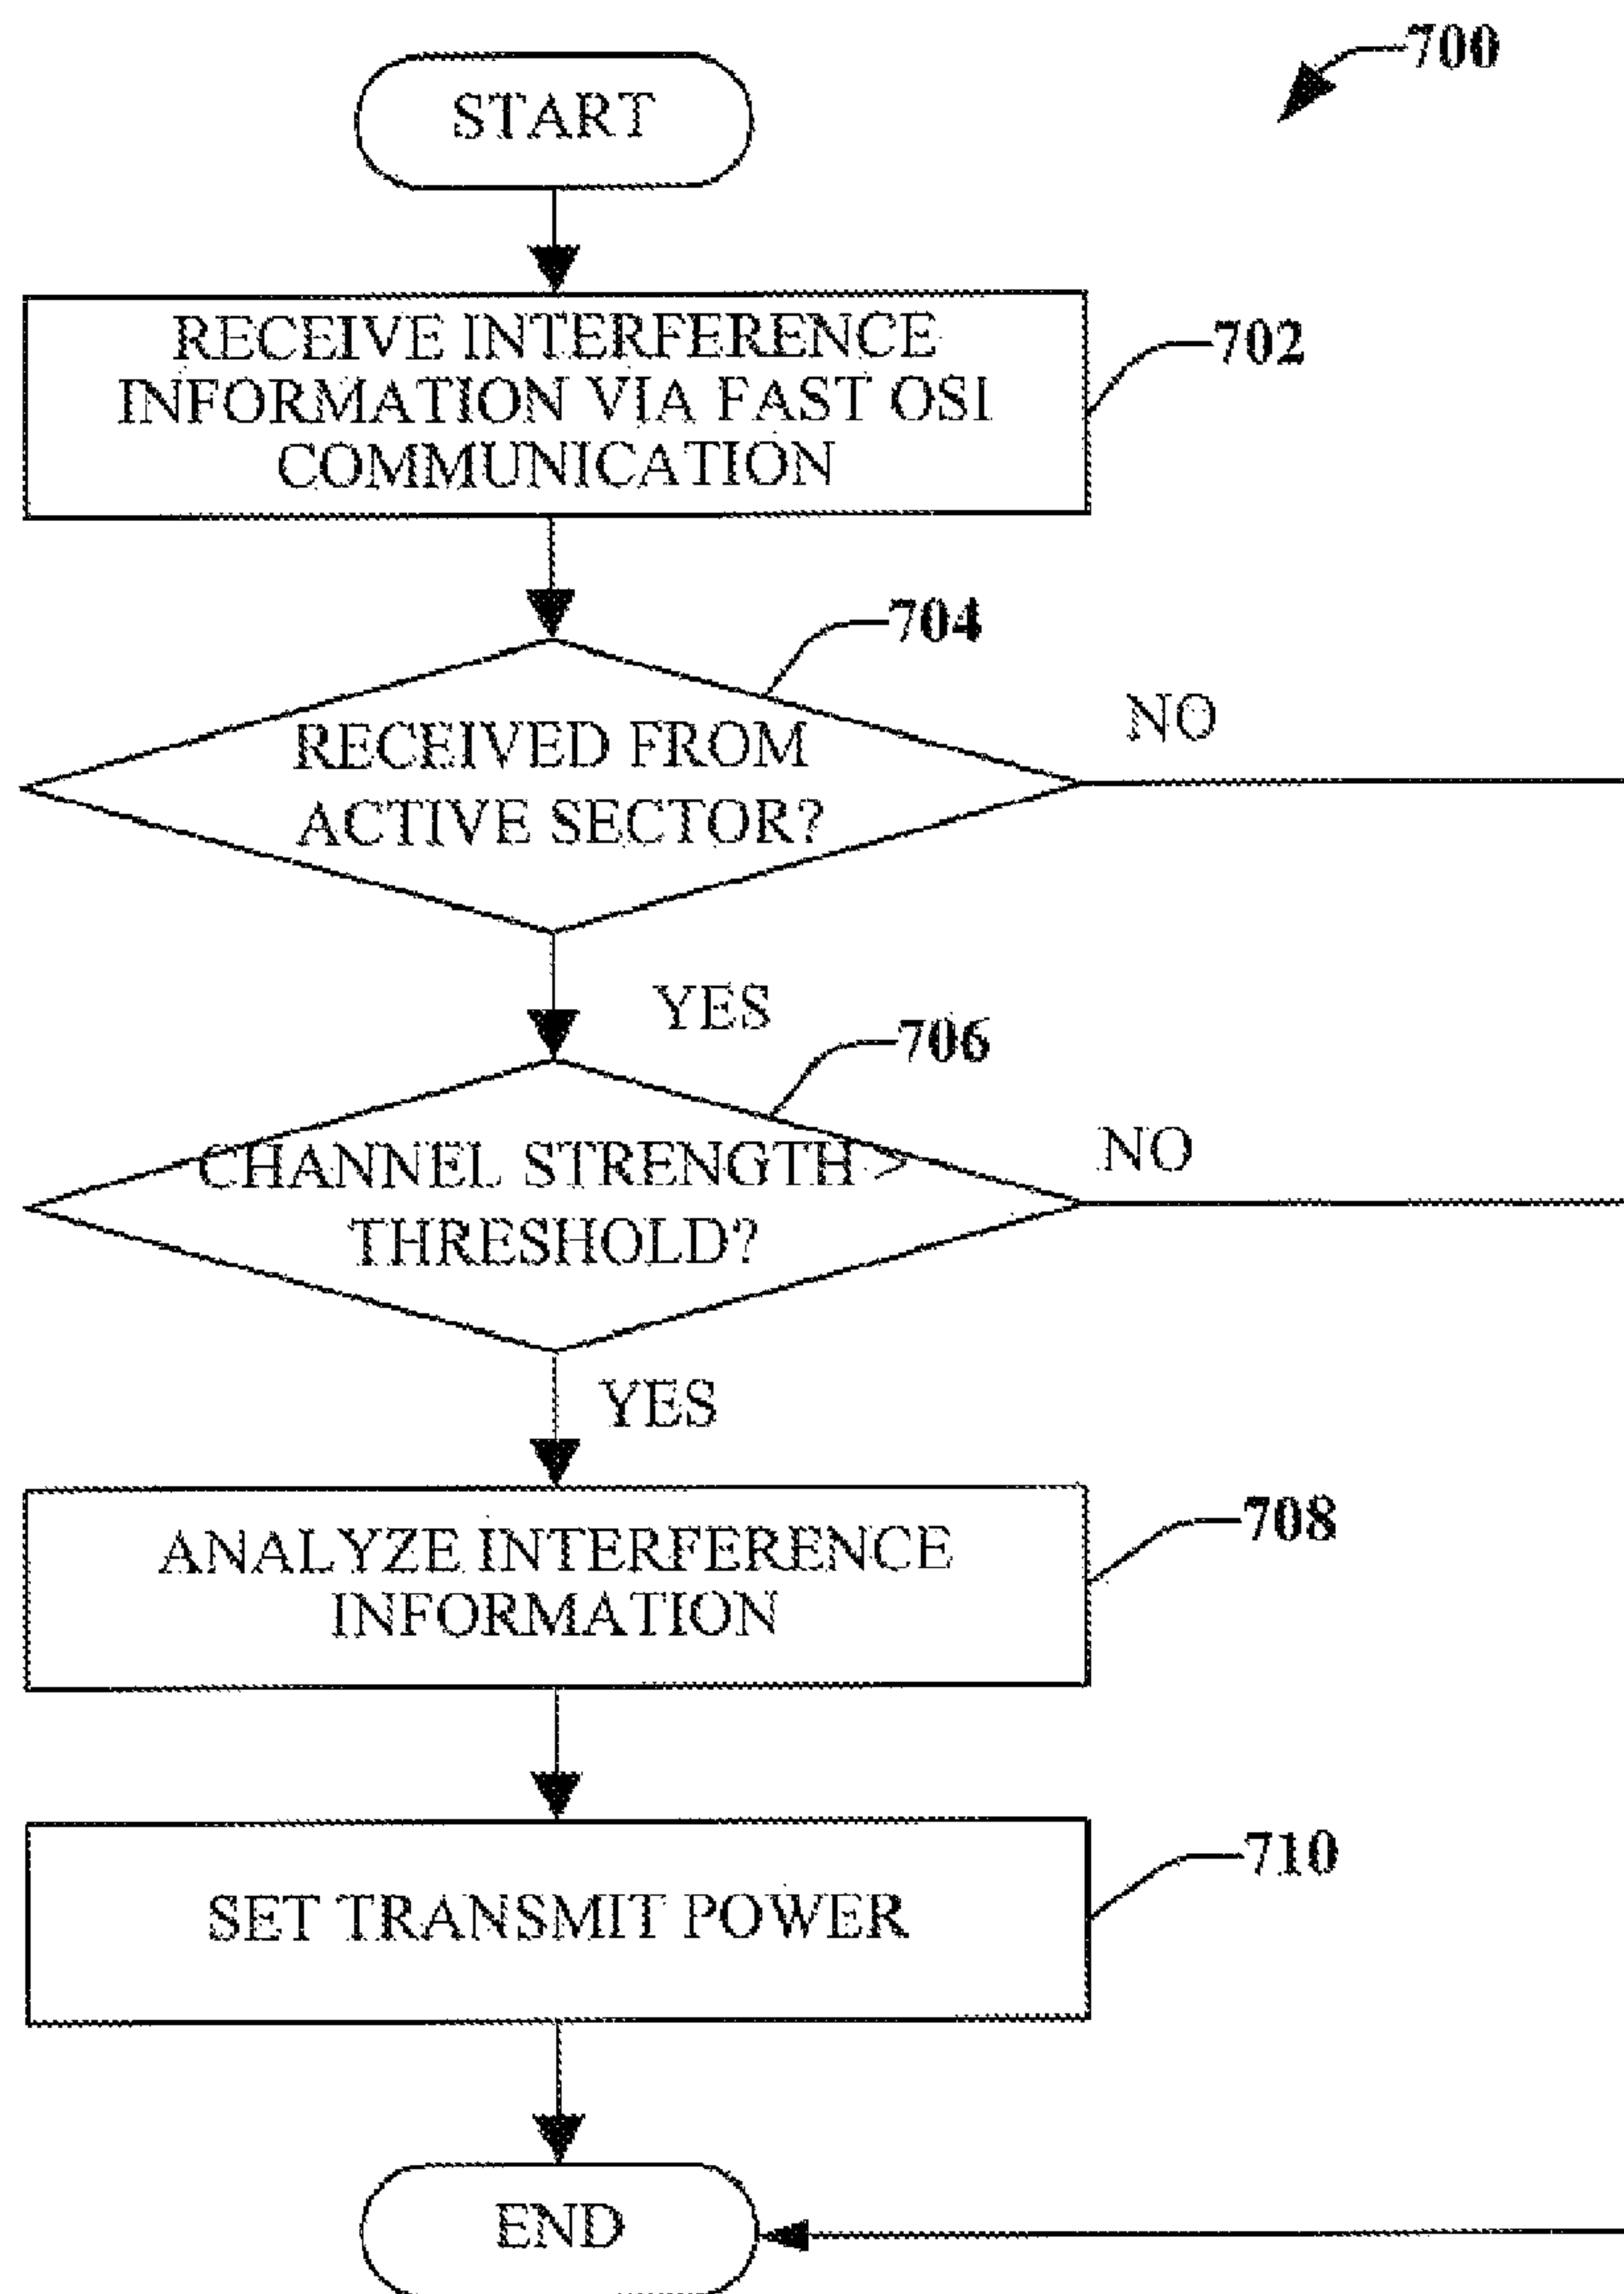 700
START
RECEIVE INTERFERENCE
INFORMATION VIA FAST OSI
COMMUNICATION
702
704
RECEIVED FROM
ACTIVE SECTOR?
NO
YES
706
CHANNEL STRENGTH >
THRESHOLD?
NO
YES
708
ANALYZE INTERFERENCE
INFORMATION
710
SET TRANSMIT POWER
END